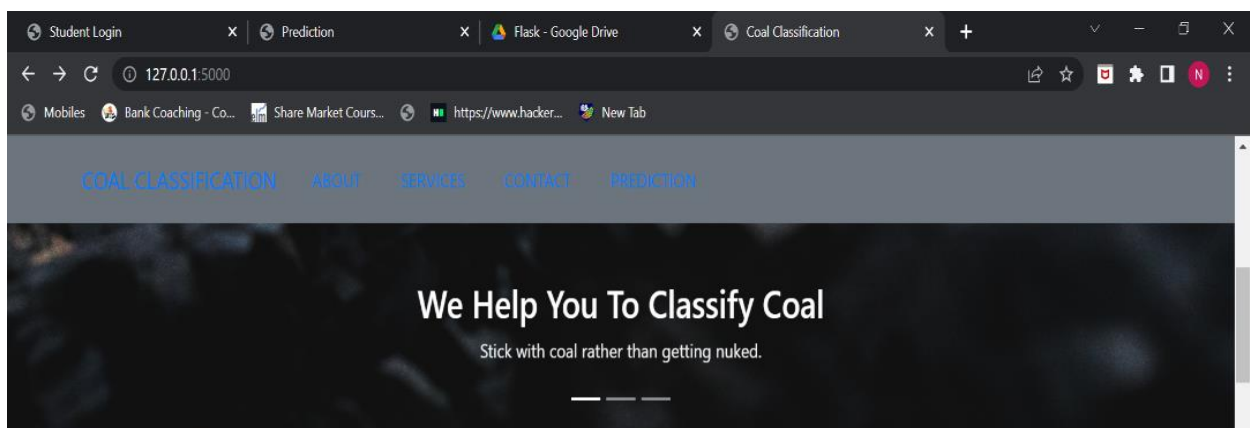 Student Login
Prediction
Flask - Google Drive
Coal Classification
127.0.0.1:5000
N
Mobiles
Bank Coaching - Co...
Share Market Cours...
https://www.hacker...
New Tab
COAL CLASSIFICATION ABOUT SERVICES CONTACT PREDICTION
We Help You To Classify Coal
Stick with coal rather than getting nuked.